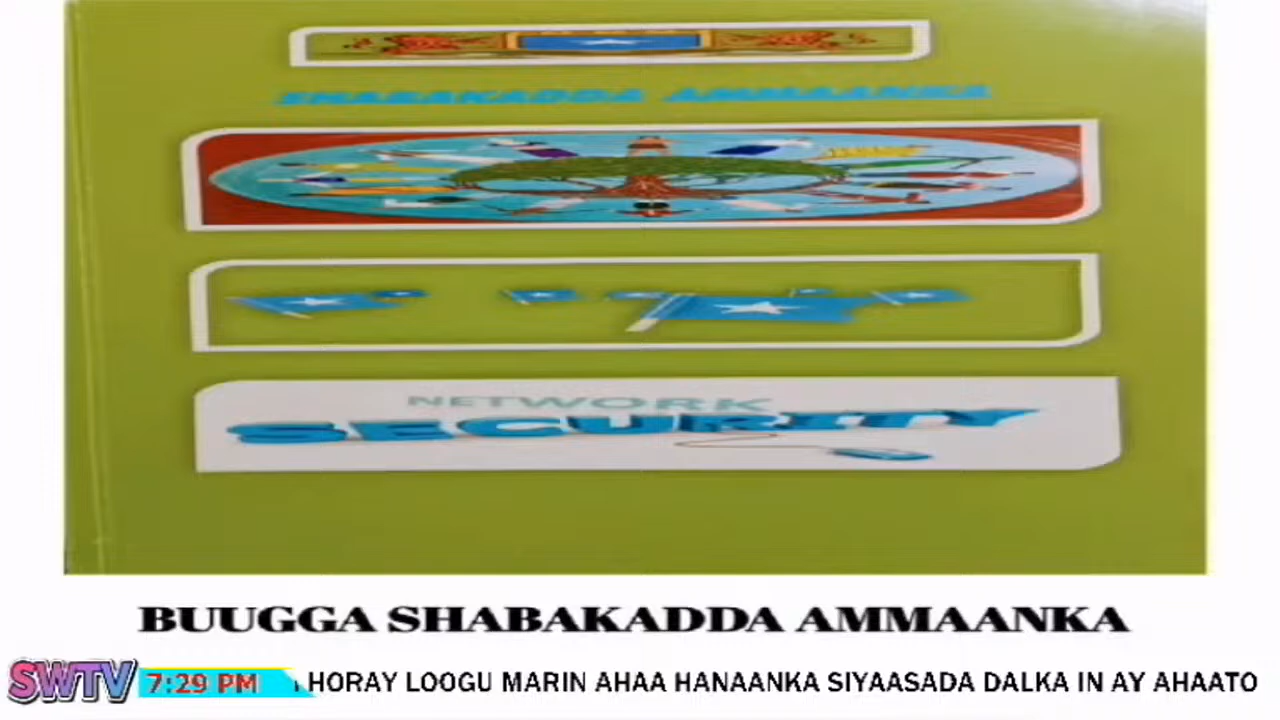 SHABAKADDA AMMAANKA
NETWORK
SECURITY
BUUGGA SHABAKADDA AMMAANKA
SWTV 7:29 PM HORAY LOOGU MARIN AHAA HANAANKA SIYAASADA DALKA IN AY AHAATO